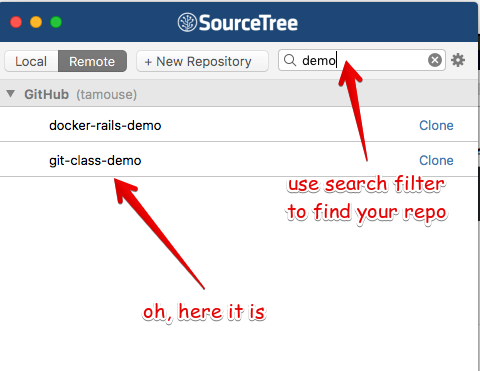 SourceTree
Local Remote + New Repository demo
GitHub (tamouse)
docker-rails-demo Clone
git-class-demo Clone
use search filter
to find your repo
oh, here it is